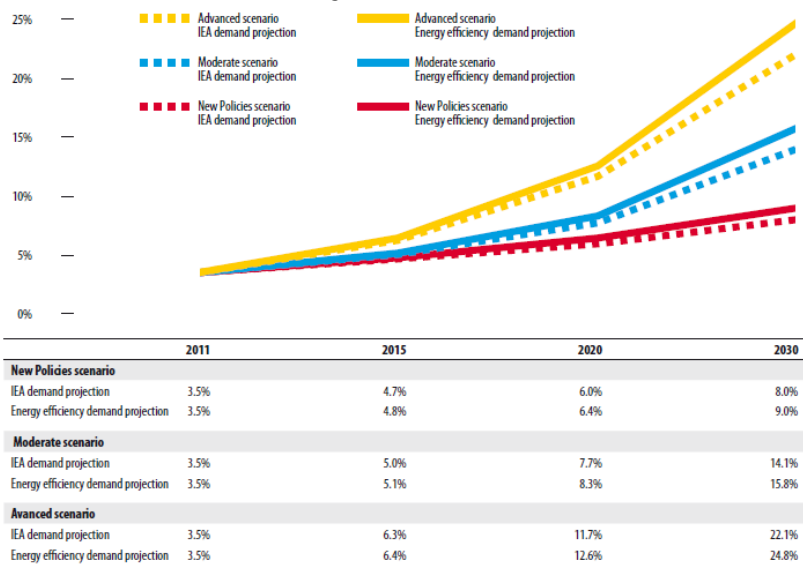 25%
20%
15%
10%
5%
0%
Advanced scenario
IEA demand projection
Advanced scenario
Energy efficiency demand projection
Moderate scenario
IEA demand projection
Moderate scenario
Energy efficiency demand projection
New Policies scenario
IEA demand projection
New Policies scenario
Energy efficiency demand projection
2011 2015 2020 2030
New Policies scenario
IEA demand projection 3.5% 4.7% 6.0% 8.0%
Energy efficiency demand projection 3.5% 4.8% 6.4% 9.0%
Moderate scenario
IEA demand projection 3.5% 5.0% 7.7% 14.1%
Energy efficiency demand projection 3.5% 5.1% 8.3% 15.8%
Avanced scenario
IEA demand projection 3.5% 6.3% 11.7% 22.1%
Energy efficiency demand projection 3.5% 6.4% 12.6% 24.8%